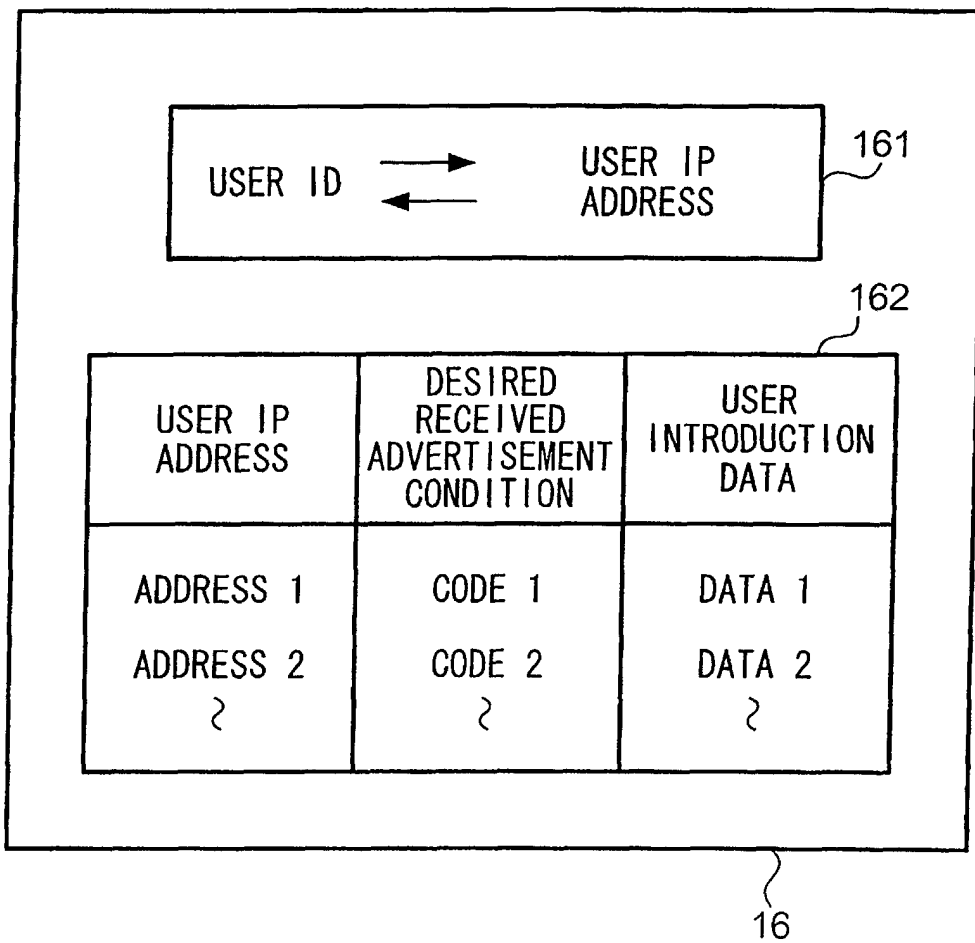 USER ID
USER IP
ADDRESS
161
162
USER IP
ADDRESS
DESIRED
RECEIVED
ADVERTISEMENT
CONDITION
USER
INTRODUCTION
DATA
ADDRESS 1 CODE 1 DATA 1
ADDRESS 2 CODE 2 DATA 2
16